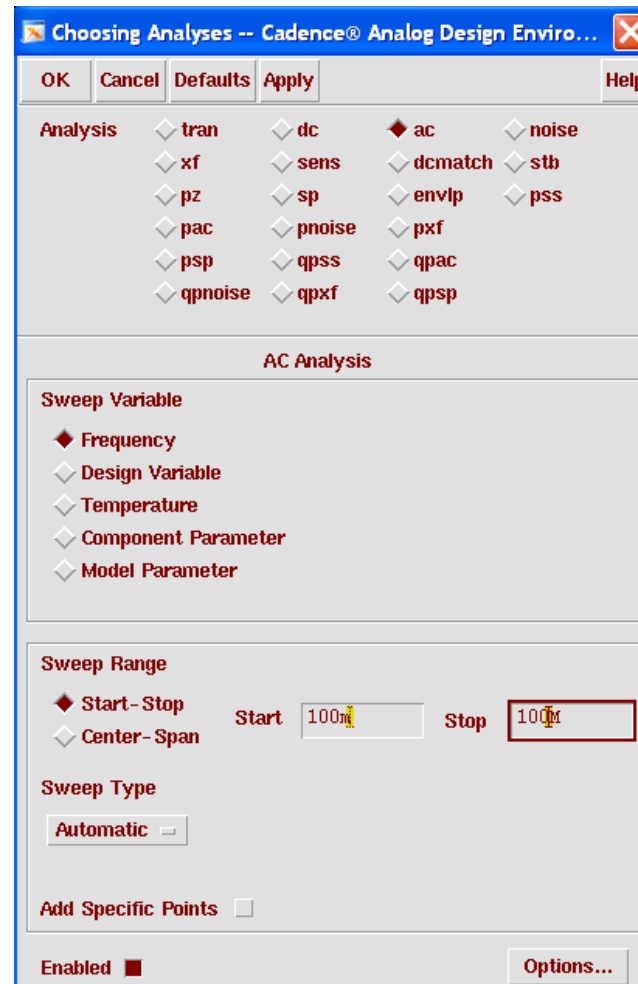 Choosing Analyses -- Cadence® Analog Design Enviro...
OK Cancel Defaults Apply Help
Analysis tran dc ac noise
xf sens dcmatch stb
pz sp envlp pss
pac pnoise pxf
psp qpss qpac
qpnoise qpxf qpsp
AC Analysis
Sweep Variable
Frequency
Design Variable
Temperature
Component Parameter
Model Parameter
Sweep Range
Start-Stop
Center-Span
Start 100m Stop 100M
Sweep Type
Automatic
Add Specific Points
Enabled Options...